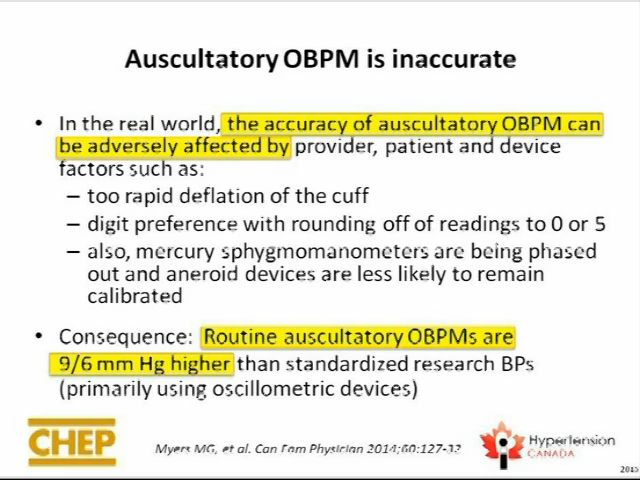 Auscultatory OBPM is inaccurate
• In the real world, the accuracy of auscultatory OBPM can
be adversely affected by provider, patient and device
factors such as:
– too rapid deflation of the cuff
– digit preference with rounding off of readings to 0 or 5
– also, mercury sphygmomanometers are being phased
out and aneroid devices are less likely to remain
calibrated
• Consequence: Routine auscultatory OBPMs are
9/6 mm Hg higher than standardized research BPs
(primarily using oscillometric devices)
CHEP
Myers MG, et al. Can Fam Physician 2014;60:127-32
Hypertension
CANADA